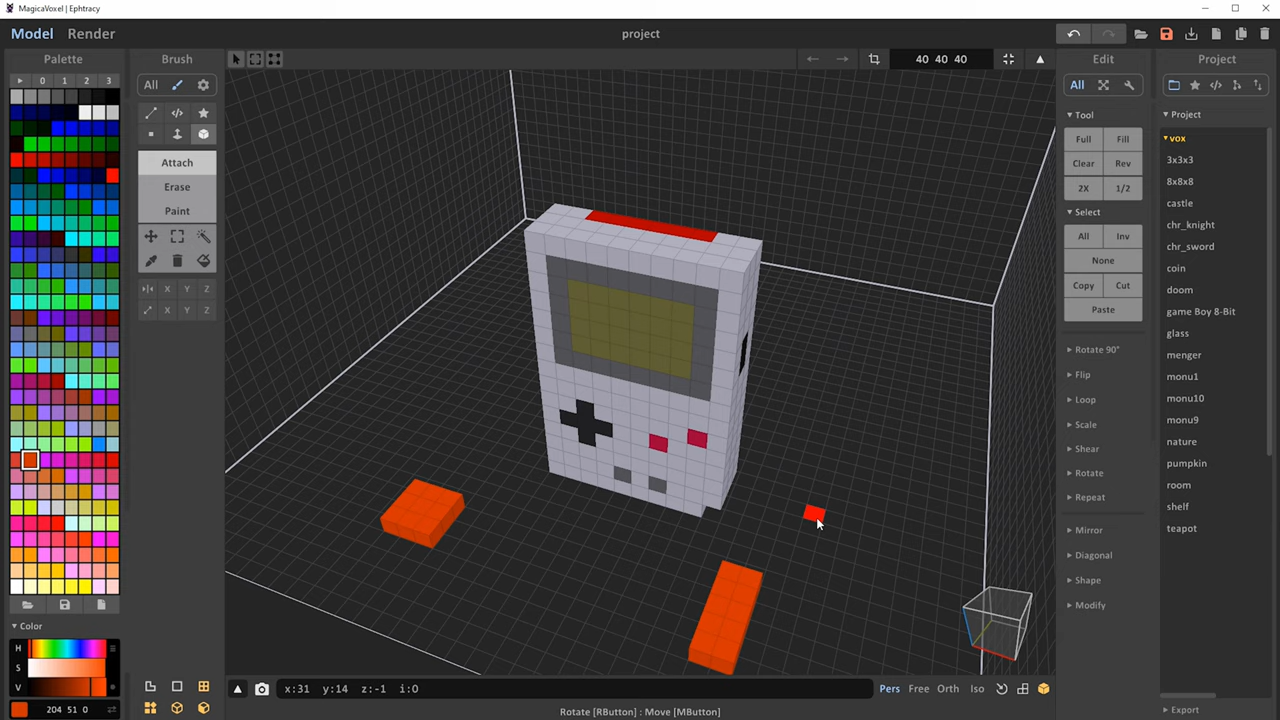 MagicaVoxel | Ephtracy
Model Render
project
Palette
0 1 2 3
Brush
All
Attach
Erase
Paint
X Y Z
X Y Z
40 40 40
Edit
All
Tool
Full Fill
Clear Rev
2X 1/2
Select
All Inv
None
Copy Cut
Paste
Rotate 90°
Flip
Loop
Scale
Shear
Rotate
Repeat
Mirror
Diagonal
Shape
Modify
Project
Project
vox
3x3x3
8x8x8
castle
chr_knight
chr_sword
coin
doom
game Boy 8-Bit
glass
menger
monu1
monu10
monu9
nature
pumpkin
room
shelf
teapot
Export
Color
H
S
V
204 51 0
x:31 y:14 z:-1 i:0
Pers Free Orth Iso
Rotate [RButton] : Move [MButton]